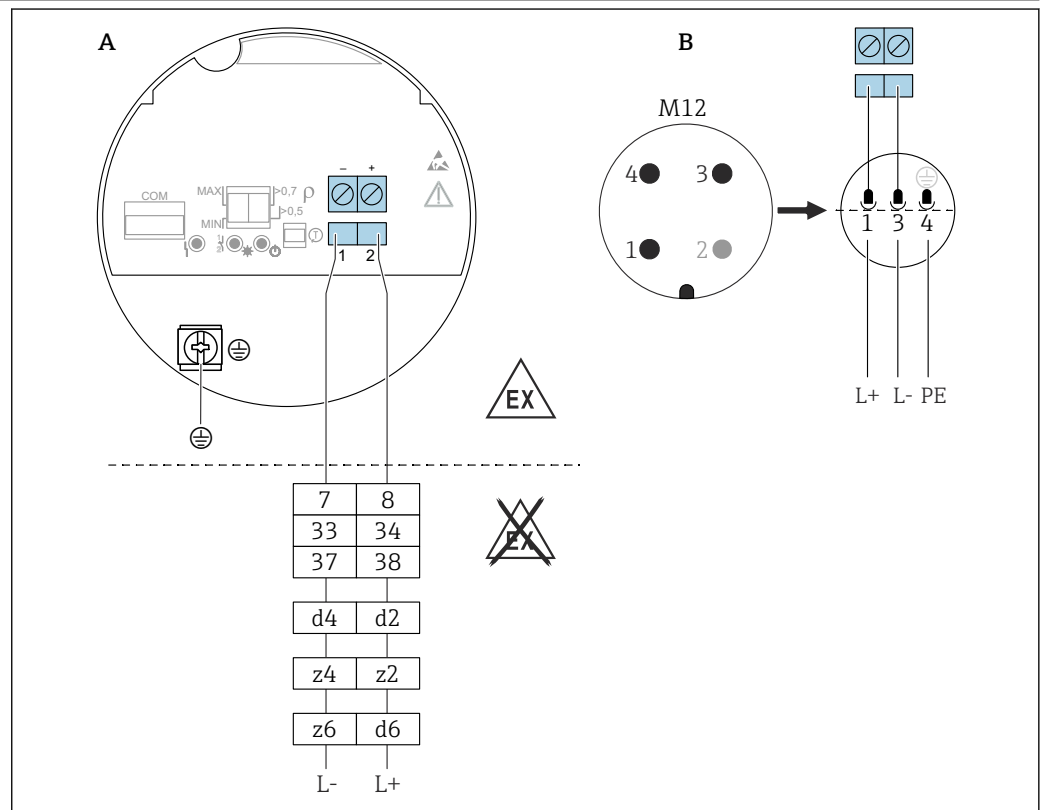 A
B
M12
4 3
1 2
1 3 4
L+ L- PE
- +
COM
MAX >0,7 ρ
MIN >0,5
1 2
EX
7 8
33 34
37 38
EX
d4 d2
z4 z2
z6 d6
L- L+